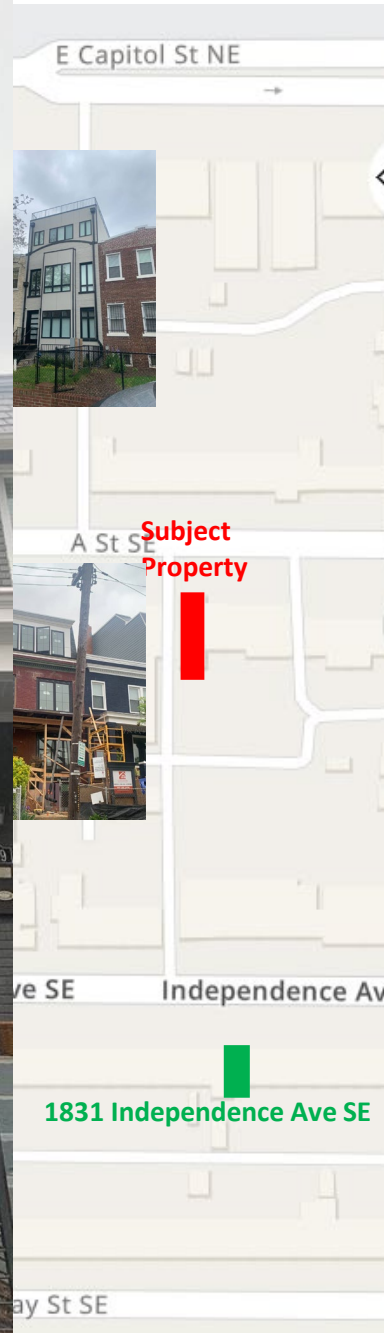 E Capitol St NE
A St SE
Subject
Property
ve SE
Independence Av
1831 Independence Ave SE
ay St SE